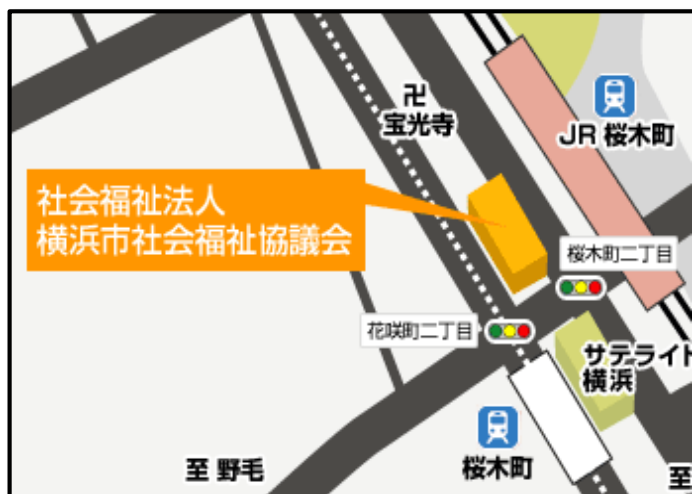 卍
宝光寺
JR 桜木町
社会福祉法人
横浜市社会福祉協議会
桜木町二丁目
花咲町二丁目
サテライト
横浜
桜木町
至 野毛
至